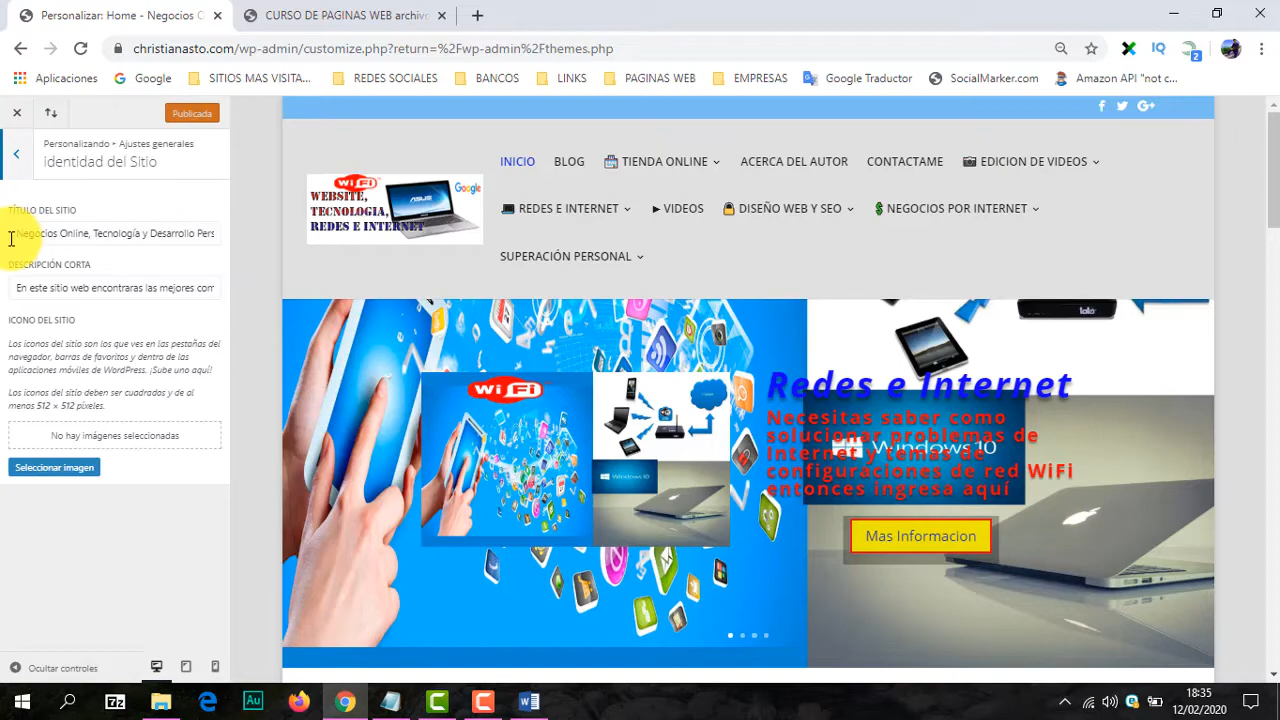 Personalizar: Home - Negocios C
CURSO DE PAGINAS WEB archiv
christianasto.com/wp-admin/customize.php?return=%2Fwp-admin%2Fthemes.php
2
Aplicaciones
Google
SITIOS MAS VISITA...
REDES SOCIALES
BANCOS
LINKS
PAGINAS WEB
EMPRESAS
Google Traductor
SocialMarker.com
Amazon API "not c...
Publicada
Personalizando ▸ Ajustes generales
Identidad del Sitio
TÍTULO DEL SITIO
Negocios Online, Tecnología y Desarrollo Pers
DESCRIPCIÓN CORTA
En este sitio web encontraras las mejores com
ICONO DEL SITIO
Los iconos del sitio son los que ves en las pestañas del
navegador, barras de favoritos y dentro de las
aplicaciones móviles de WordPress. ¡Sube uno aquí!
Los iconos del sitio deben ser cuadrados y de al
menos 512 × 512 píxeles.
No hay imágenes seleccionadas
Seleccionar imagen
Ocultar controles
WiFi
Google
ASUS
WEBSITE,
TECNOLOGIA,
REDES E INTERNET
INICIO
BLOG
TIENDA ONLINE
ACERCA DEL AUTOR
CONTACTAME
EDICION DE VIDEOS
REDES E INTERNET
VIDEOS
DISEÑO WEB Y SEO
NEGOCIOS POR INTERNET
SUPERACIÓN PERSONAL
WiFi
Windows 10
Windows 10
Redes e Internet
Necesitas saber como
solucionar problemas de
Internet y temas de
configuraciones de red WiFi
entonces ingresa aquí
Mas Informacion
18:35
12/02/2020